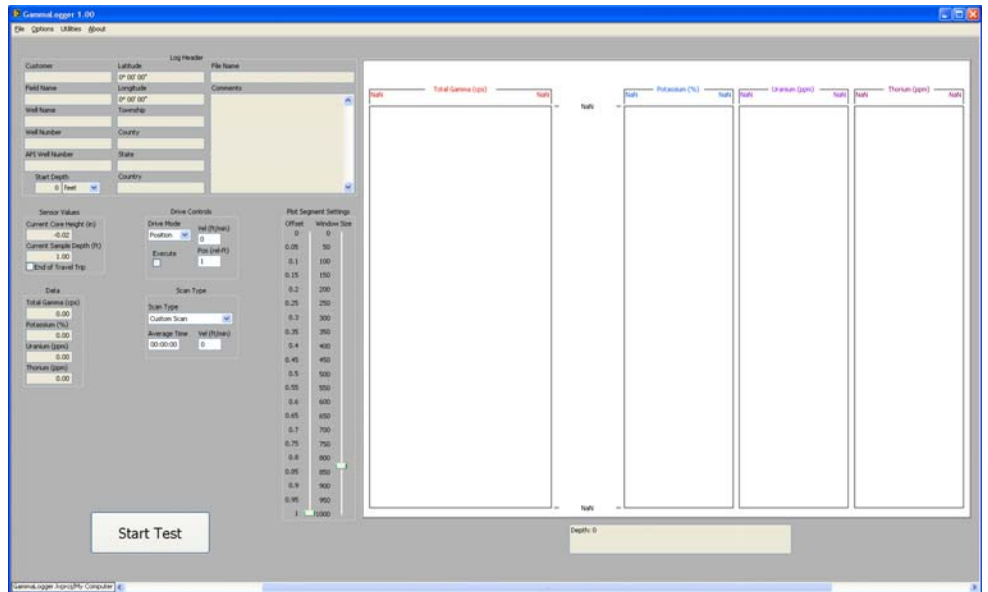 GammaLogger 1.00
File Options Utilities About
Log Header
Customer Latitude File Name
0° 00' 00"
Field Name Longitude Comments
0° 00' 00"
Well Name Township
Well Number County
API Well Number State
Start Depth Country
0 Feet
Sensor Values
Current Core Height (in)
-0.02
Current Sample Depth (ft)
1.00
End of Travel Trip
Drive Controls
Drive Mode Vel (ft/min)
Position 0
Execute Pos (rel-ft)
1
Data
Total Gamma (cps)
0.00
Potassium (%)
0.00
Uranium (ppm)
0.00
Thorium (ppm)
0.00
Scan Type
Scan Type
Custom Scan
Average Time Vel (ft/min)
00:00:00 0
Plot Segment Settings
Offset Window Size
0 0
0.05 50
0.1 100
0.15 150
0.2 200
0.25 250
0.3 300
0.35 350
0.4 400
0.45 450
0.5 500
0.55 550
0.6 600
0.65 650
0.7 700
0.75 750
0.8 800
0.85 850
0.9 900
0.95 950
1 1000
Total Gamma (cps)
NaN NaN
NaN
Potassium (%)
NaN NaN
Uranium (ppm)
NaN NaN
Thorium (ppm)
NaN NaN
NaN
Start Test
Depth: 0
GammaLogger.lvproj/My Computer